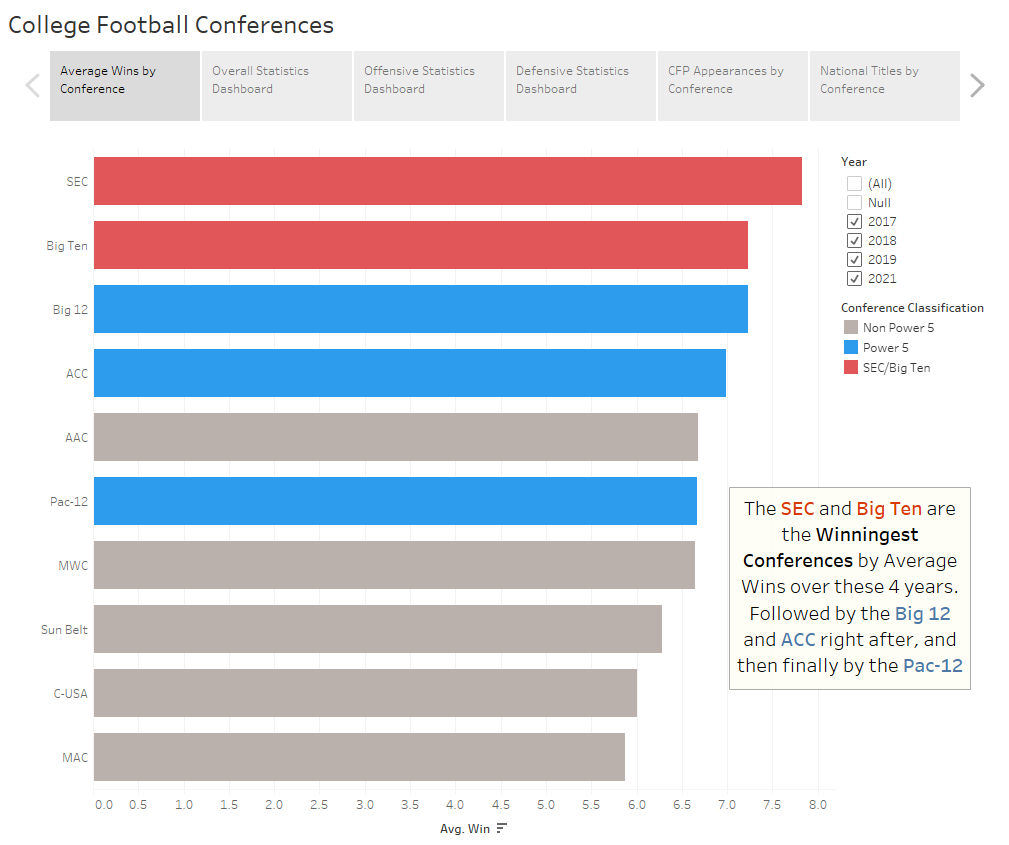 College Football Conferences
Average Wins by
Conference
Overall Statistics
Dashboard
Offensive Statistics
Dashboard
Defensive Statistics
Dashboard
CFP Appearances by
Conference
National Titles by
Conference
SEC
Big Ten
Big 12
ACC
AAC
Pac-12
MWC
Sun Belt
C-USA
MAC
0.0 0.5 1.0 1.5 2.0 2.5 3.0 3.5 4.0 4.5 5.0 5.5 6.0 6.5 7.0 7.5 8.0
Avg. Win
Year
(All)
Null
2017
2018
2019
2021
Conference Classification
Non Power 5
Power 5
SEC/Big Ten
The SEC and Big Ten are
the Winningest
Conferences by Average
Wins over these 4 years.
Followed by the Big 12
and ACC right after, and
then finally by the Pac-12